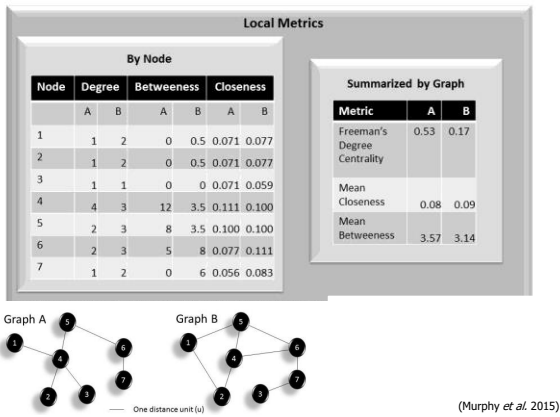 Local Metrics
By Node
Node Degree Betweeness Closeness
A B A B A B
1 1 2 0 0.5 0.071 0.077
2 1 2 0 0.5 0.071 0.077
3 1 1 0 0 0.071 0.059
4 4 3 12 3.5 0.111 0.100
5 2 3 8 3.5 0.100 0.100
6 2 3 5 8 0.077 0.111
7 1 2 0 6 0.056 0.083
Summarized by Graph
Metric A B
Freeman's 0.53 0.17
Degree
Centrality
Mean
Closeness 0.08 0.09
Mean
Betweeness 3.57 3.14
Graph A
5
1
6
4
7
2
3
Graph B
5
1
6
4
7
2
3
One distance unit (u)
(Murphy et al. 2015)